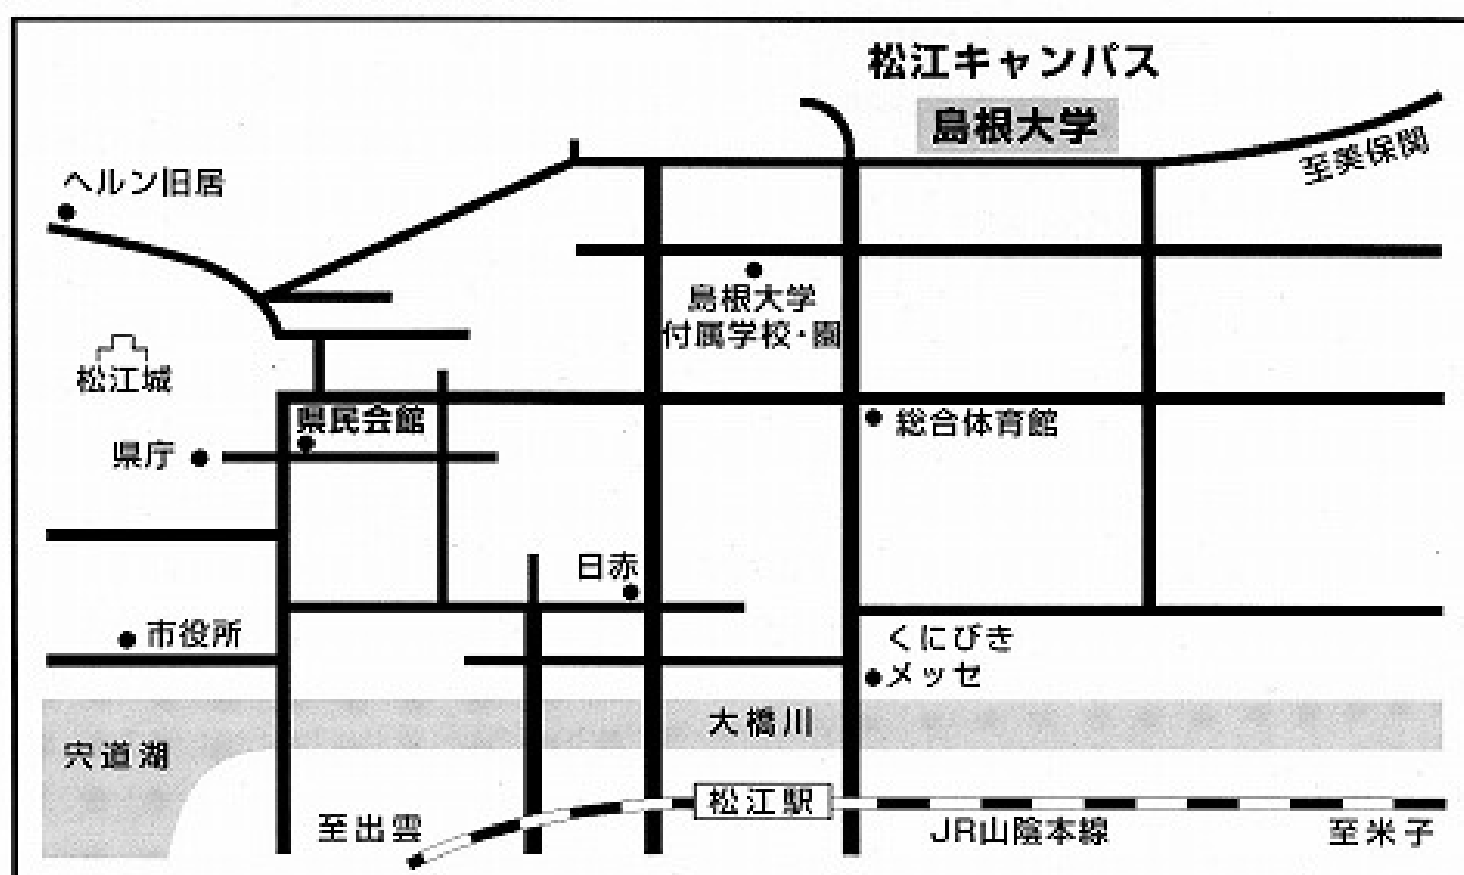 松江キャンパス
島根大学
至美保関
ヘルン旧居
島根大学
付属学校・園
松江城
県民会館
総合体育館
県庁
日赤
市役所
くにびき
メッセ
大橋川
宍道湖
松江駅
至出雲
JR山陰本線
至米子